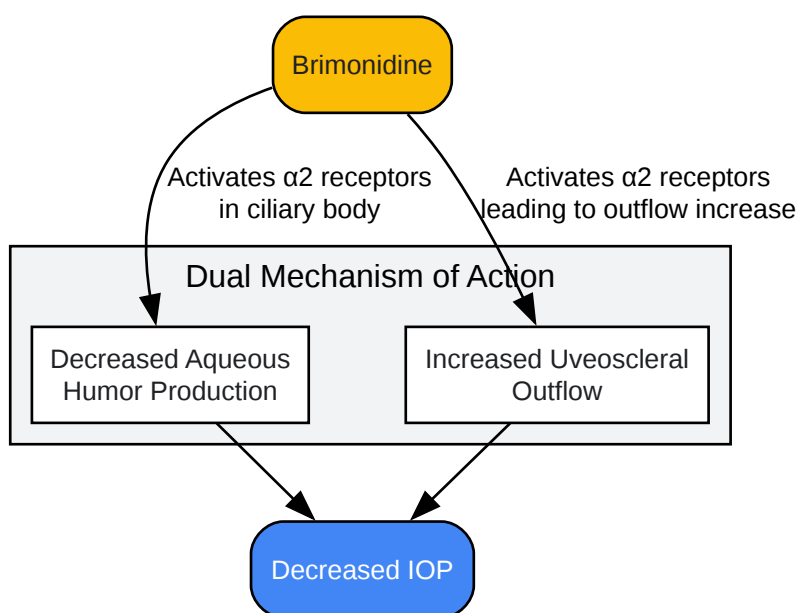 Brimonidine
Activates α2 receptors
in ciliary body
Activates α2 receptors
leading to outflow increase
Dual Mechanism of Action
Decreased Aqueous
Humor Production
Increased Uveoscleral
Outflow
Decreased IOP